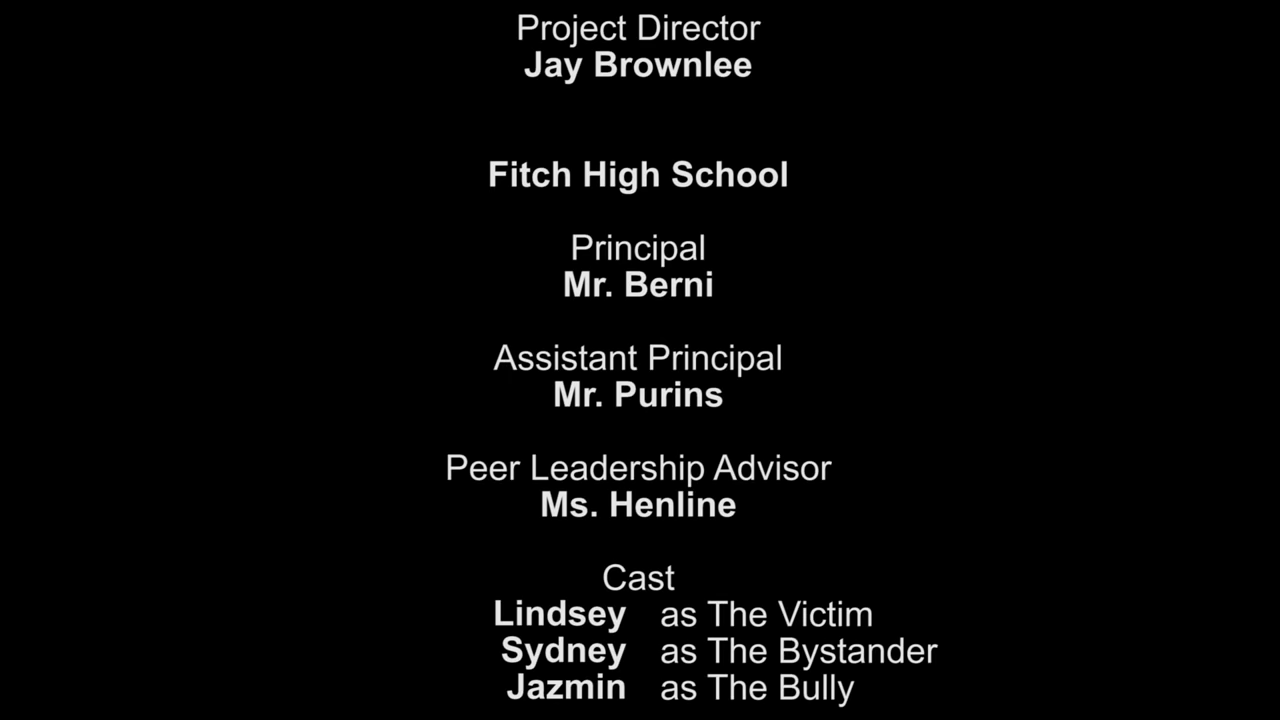 Project Director
Jay Brownlee
Fitch High School
Principal
Mr. Berni
Assistant Principal
Mr. Purins
Peer Leadership Advisor
Ms. Henline
Cast
Lindsey as The Victim
Sydney as The Bystander
Jazmin as The Bully